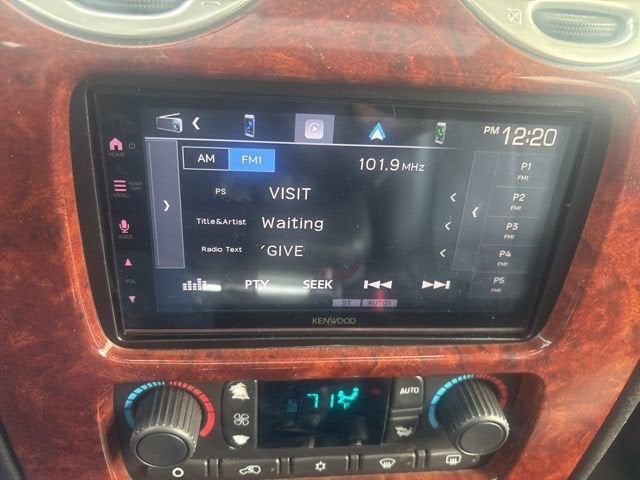 PM 12:20
HOME
AM FM1 101.9 MHz
P1
FM1
MENU
PS VISIT
P2
FM1
VOICE
Title&Artist Waiting
P3
FM1
Radio Text ´GIVE
P4
FM1
VOL
PTY SEEK
P5
FM1
ST AUTO1
KENWOOD
71°F
AUTO